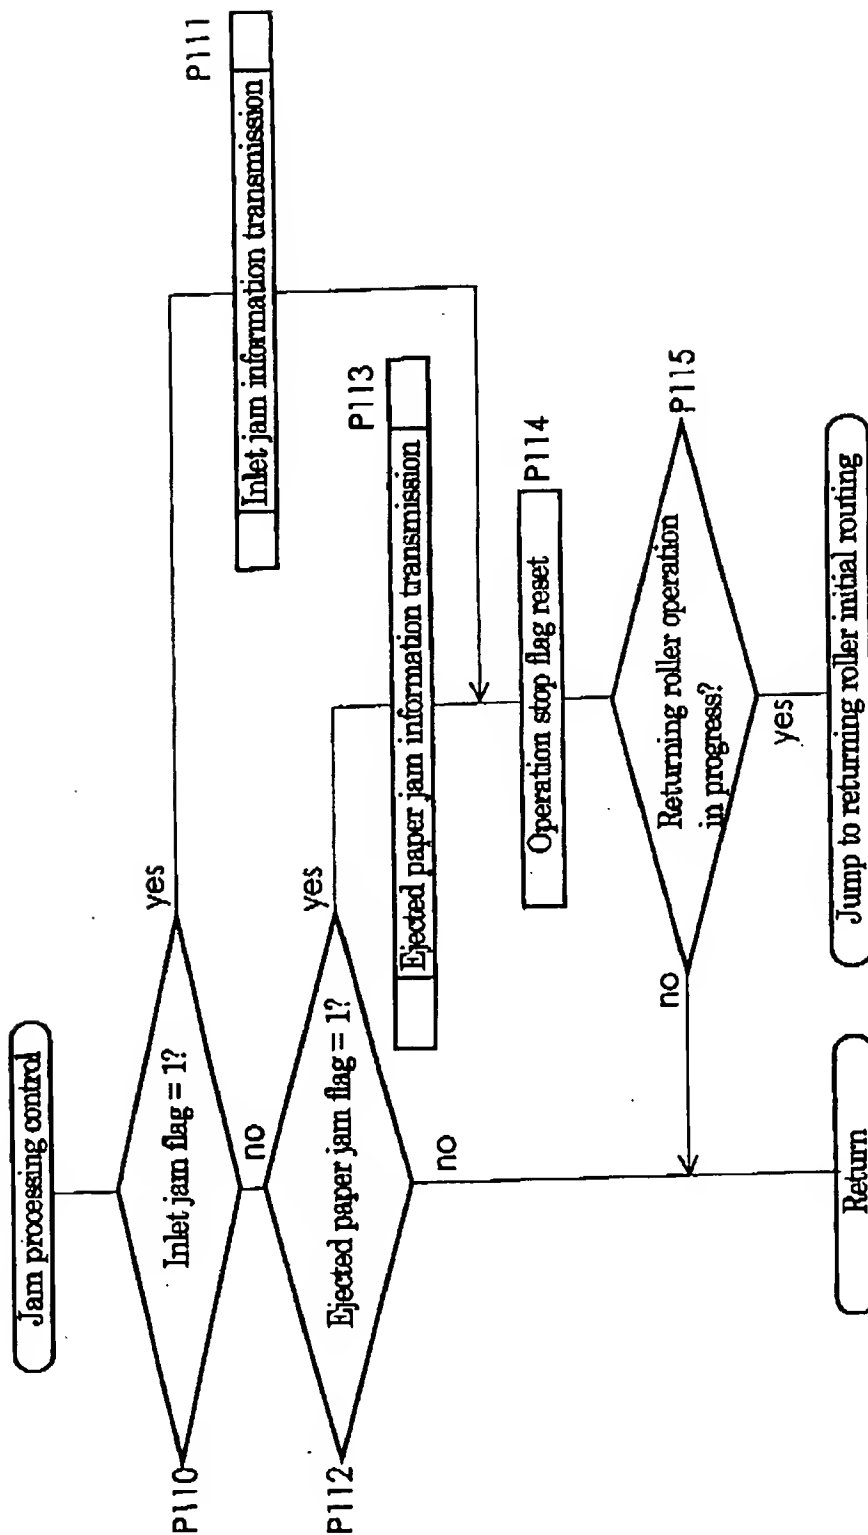 Jam processing control
P110
Inlet jam flag = 1?
yes
no
Inlet jam information transmission
P111
P112
Ejected paper jam flag = 1?
yes
no
Ejected paper jam information transmission
P113
Operation stop flag reset
P114
Returning roller operation
in progress?
P115
no
yes
Return
Jump to returning roller initial routing